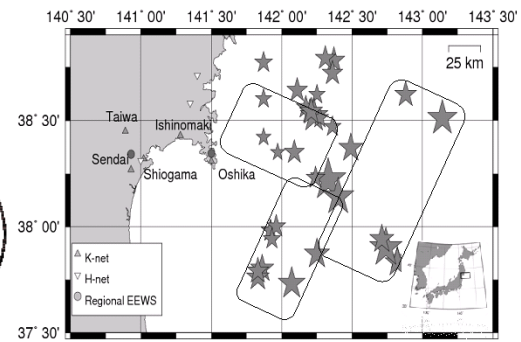 140° 30' 141° 00' 141° 30' 142° 00' 142° 30' 143° 00' 143° 30'
25 km
38° 30'
Taiwa
Ishinomaki
Sendai
Shiogama
Oshika
38° 00'
K-net
H-net
Regional EEWS
37° 30'